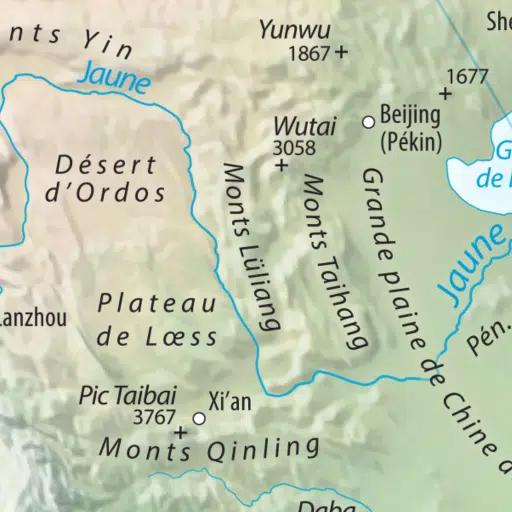 nts Yin
Jaune
Yunwu
1867
She
1677
Wutai
3058
Beijing
(Pékin)
G
de
Désert
d'Ordos
Monts Lüliang
Monts Taihang
Grande plaine de Chine d
Jaune
Pén.
Lanzhou
Plateau
de Lœss
Pic Taibai
3767
Xi'an
Monts Qinling
Daba